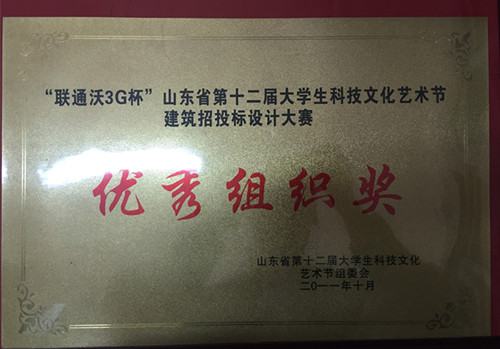 “联通沃3G杯”山东省第十二届大学生科技文化艺术节
建筑招投标设计大赛
优秀组织奖
山东省第十二届大学生科技文化
艺术节组委会
二〇一一年十月